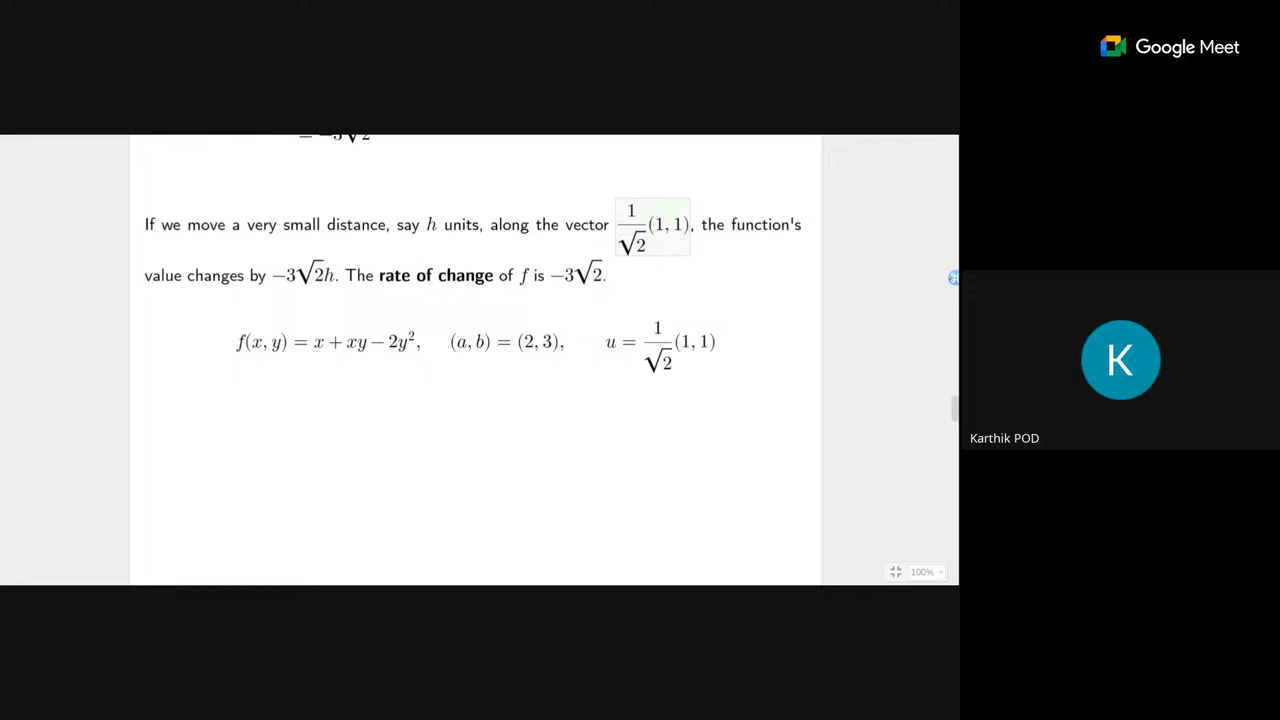 Google Meet
= −3√2
If we move a very small distance, say h units, along the vector 1/√2 (1, 1), the function's
value changes by −3√2h. The rate of change of f is −3√2.
f(x, y) = x + xy − 2y², (a, b) = (2, 3), u = 1/√2 (1, 1)
K
Karthik POD
100%